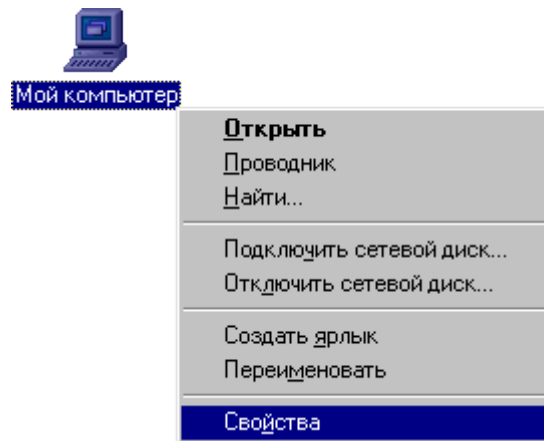 Мой компьютер
Открыть
Проводник
Найти...
Подключить сетевой диск...
Отключить сетевой диск...
Создать ярлык
Переименовать
Свойства